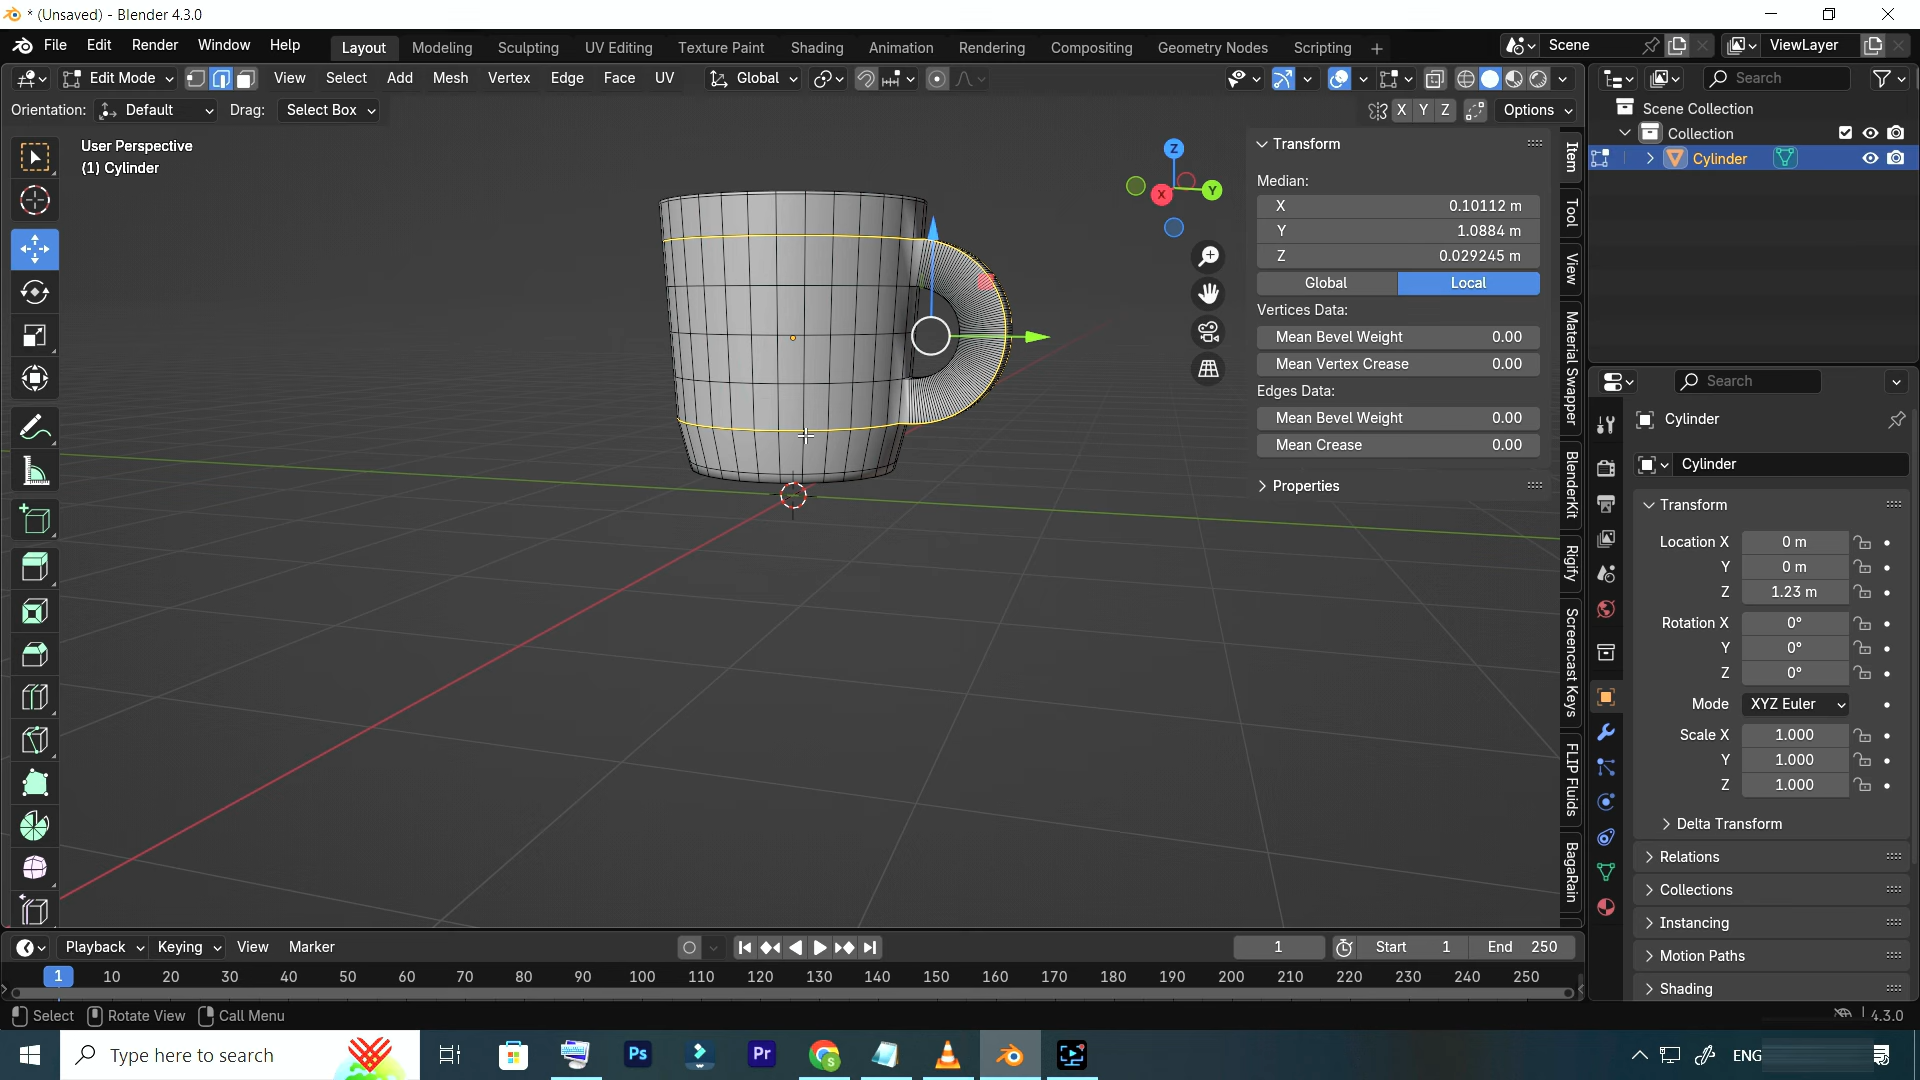 * (Unsaved) - Blender 4.3.0
File Edit Render Window Help Layout Modeling Sculpting UV Editing Texture Paint Shading Animation Rendering Compositing Geometry Nodes Scripting + Scene ViewLayer
Edit Mode View Select Add Mesh Vertex Edge Face UV Global Search
Orientation: Default Drag: Select Box X Y Z Options
Scene Collection
Collection
Cylinder
User Perspective
(1) Cylinder
Z
Y
X
Transform
Median:
X 0.10112 m
Y 1.0884 m
Z 0.029245 m
Global Local
Vertices Data:
Mean Bevel Weight 0.00
Mean Vertex Crease 0.00
Edges Data:
Mean Bevel Weight 0.00
Mean Crease 0.00
Properties
Item
Tool
View
Material Swapper
BlenderKit
Rigify
Screencast Keys
FLIP Fluids
BagaRain
Search
Cylinder
Cylinder
Transform
Location X 0 m
Y 0 m
Z 1.23 m
Rotation X 0°
Y 0°
Z 0°
Mode XYZ Euler
Scale X 1.000
Y 1.000
Z 1.000
Delta Transform
Relations
Collections
Instancing
Motion Paths
Shading
Playback Keying View Marker 1 Start 1 End 250
1 10 20 30 40 50 60 70 80 90 100 110 120 130 140 150 160 170 180 190 200 210 220 230 240 250
Select Rotate View Call Menu 4.3.0
Type here to search Ps Pr S ENG